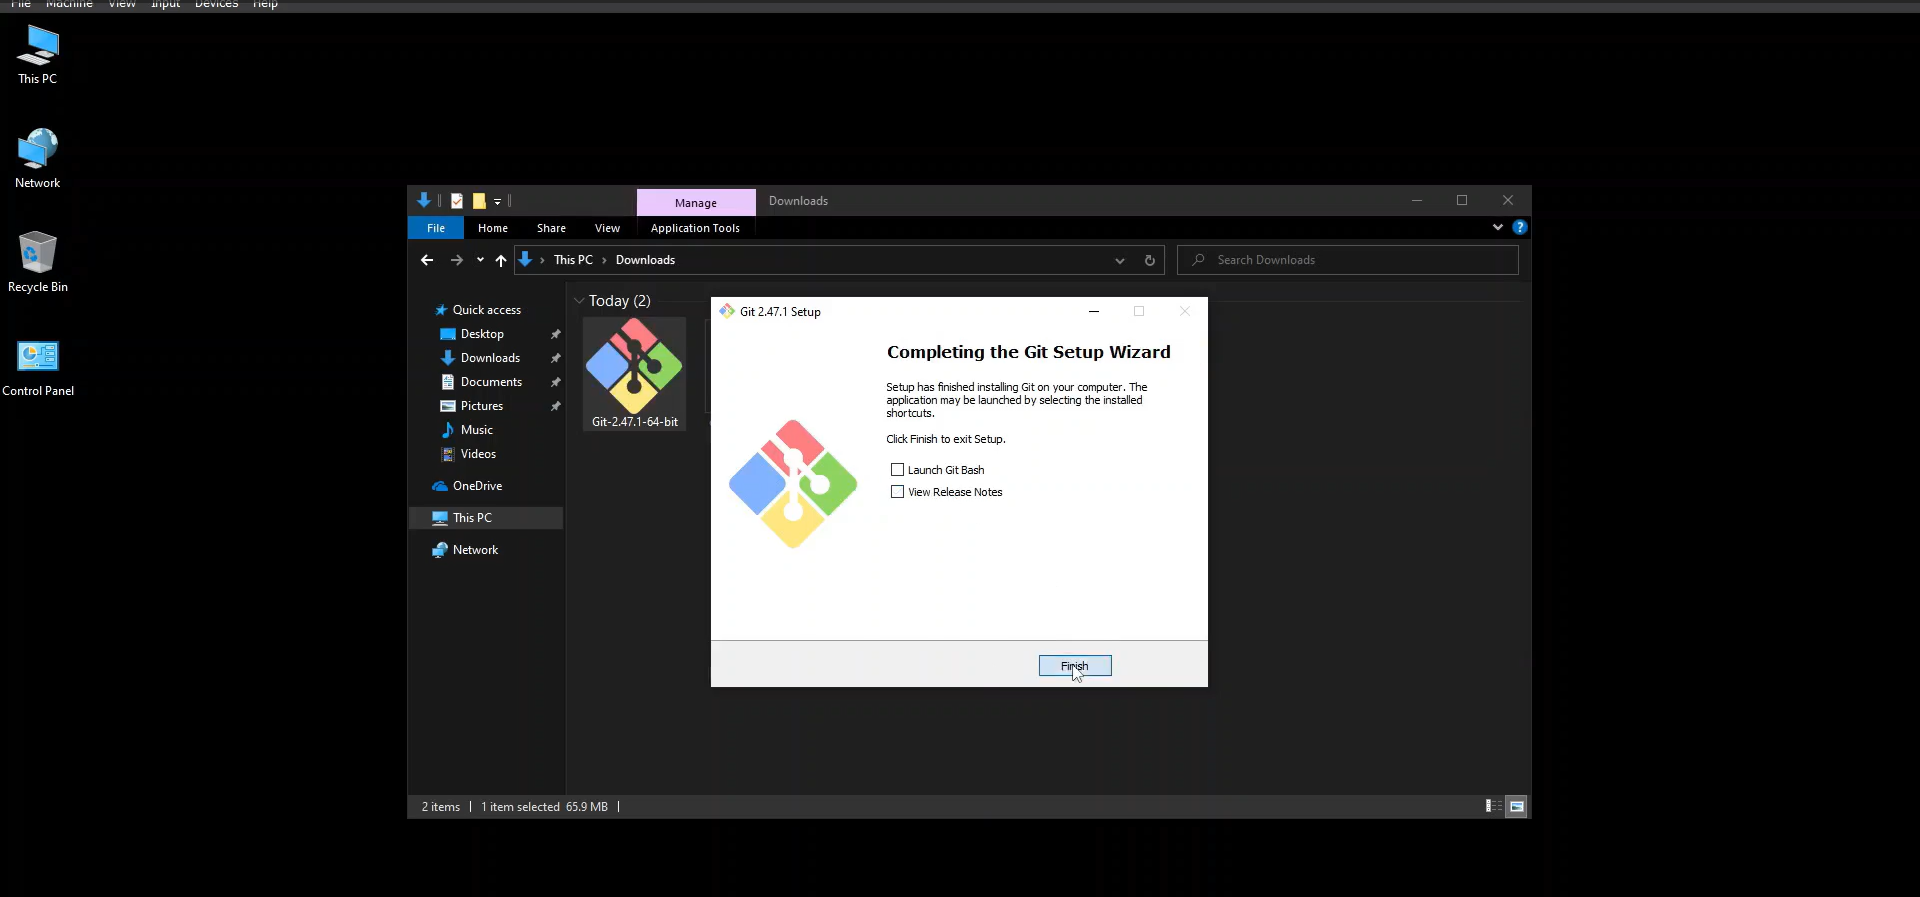 File Machine View Input Devices Help
This PC
Network
Recycle Bin
Control Panel
Manage
Downloads
File Home Share View Application Tools
?
This PC › Downloads
Search Downloads
Quick access
Desktop
Downloads
Documents
Pictures
Music
Videos
OneDrive
This PC
Network
Today (2)
Git-2.47.1-64-bit
Git 2.47.1 Setup
Completing the Git Setup Wizard
Setup has finished installing Git on your computer. The
application may be launched by selecting the installed
shortcuts.
Click Finish to exit Setup.
Launch Git Bash
View Release Notes
Finish
2 items | 1 item selected 65.9 MB |